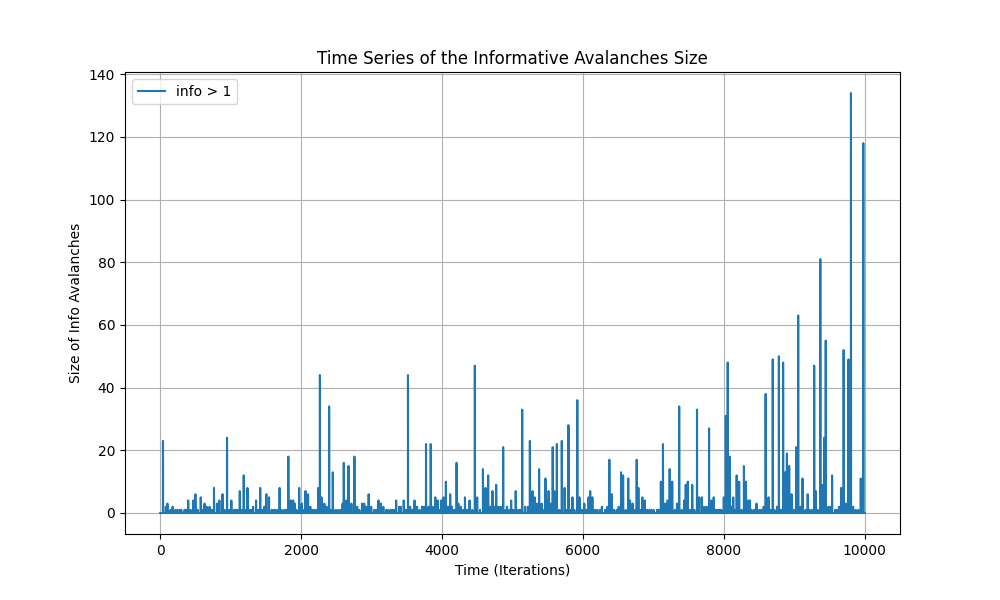 Time Series of the Informative Avalanches Size
info > 1
Size of Info Avalanches
140
120
100
80
60
40
20
0
0 2000 4000 6000 8000 10000
Time (Iterations)